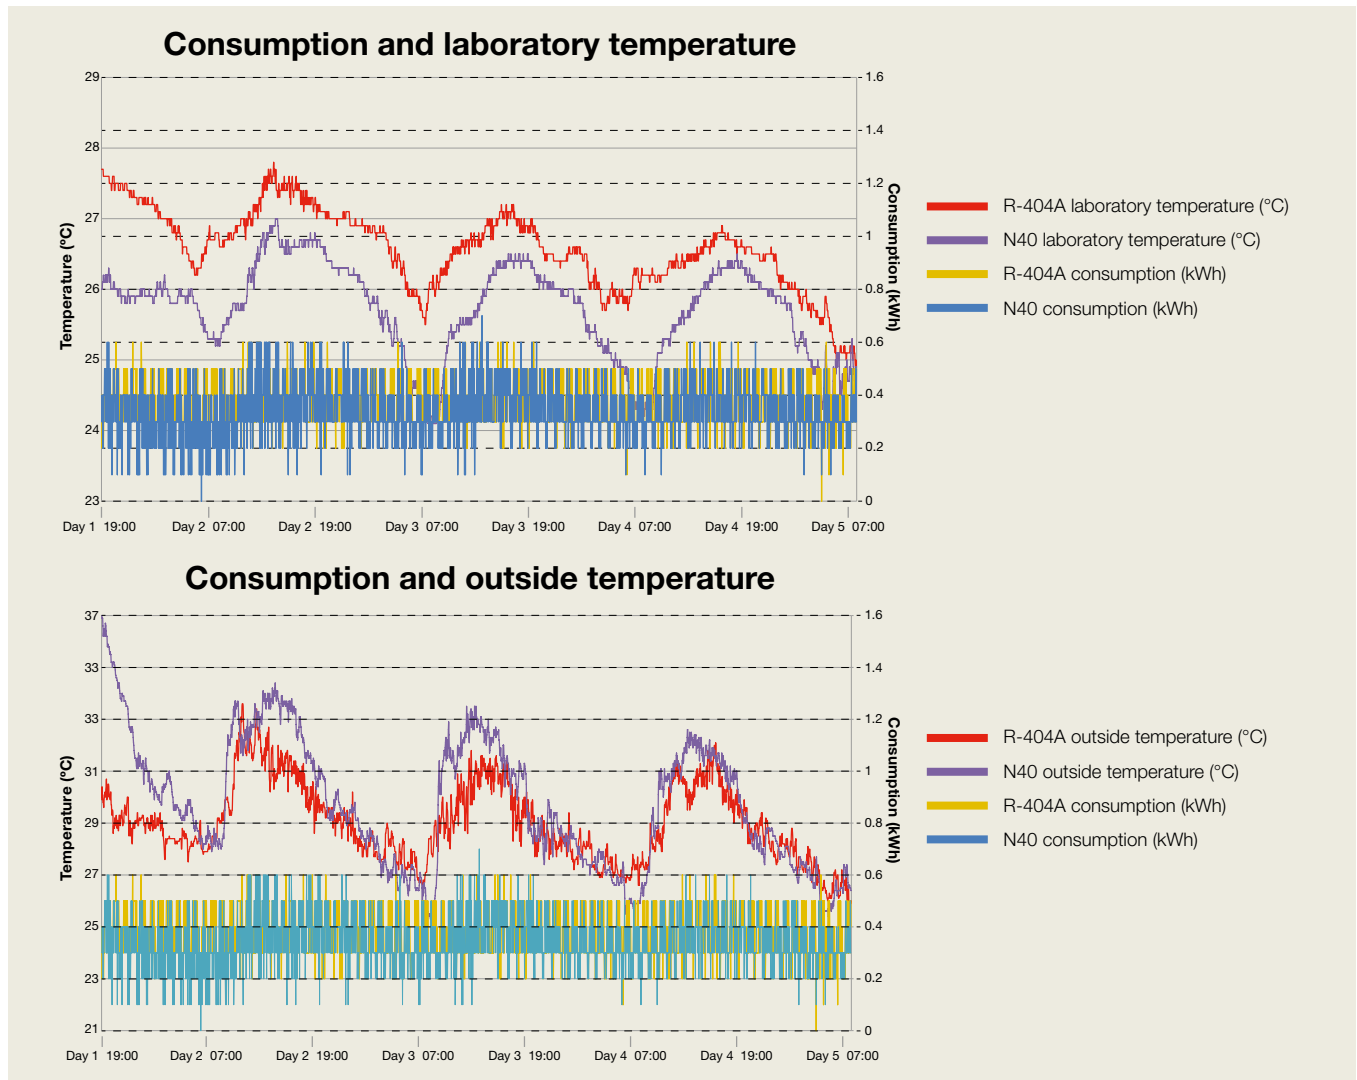 Consumption and laboratory temperature
29
28
27
26
25
24
23
Temperature (°C)
1.6
1.4
1.2
1
0.8
0.6
0.4
0.2
0
Consumption (kWh)
Day 1 19:00
Day 2 07:00
Day 2 19:00
Day 3 07:00
Day 3 19:00
Day 4 07:00
Day 4 19:00
Day 5 07:00
R-404A laboratory temperature (°C)
N40 laboratory temperature (°C)
R-404A consumption (kWh)
N40 consumption (kWh)
Consumption and outside temperature
37
33
33
31
29
27
25
23
21
Temperature (°C)
1.6
1.4
1.2
1
0.8
0.6
0.4
0.2
0
Consumption (kWh)
Day 1 19:00
Day 2 07:00
Day 2 19:00
Day 3 07:00
Day 3 19:00
Day 4 07:00
Day 4 19:00
Day 5 07:00
R-404A outside temperature (°C)
N40 outside temperature (°C)
R-404A consumption (kWh)
N40 consumption (kWh)